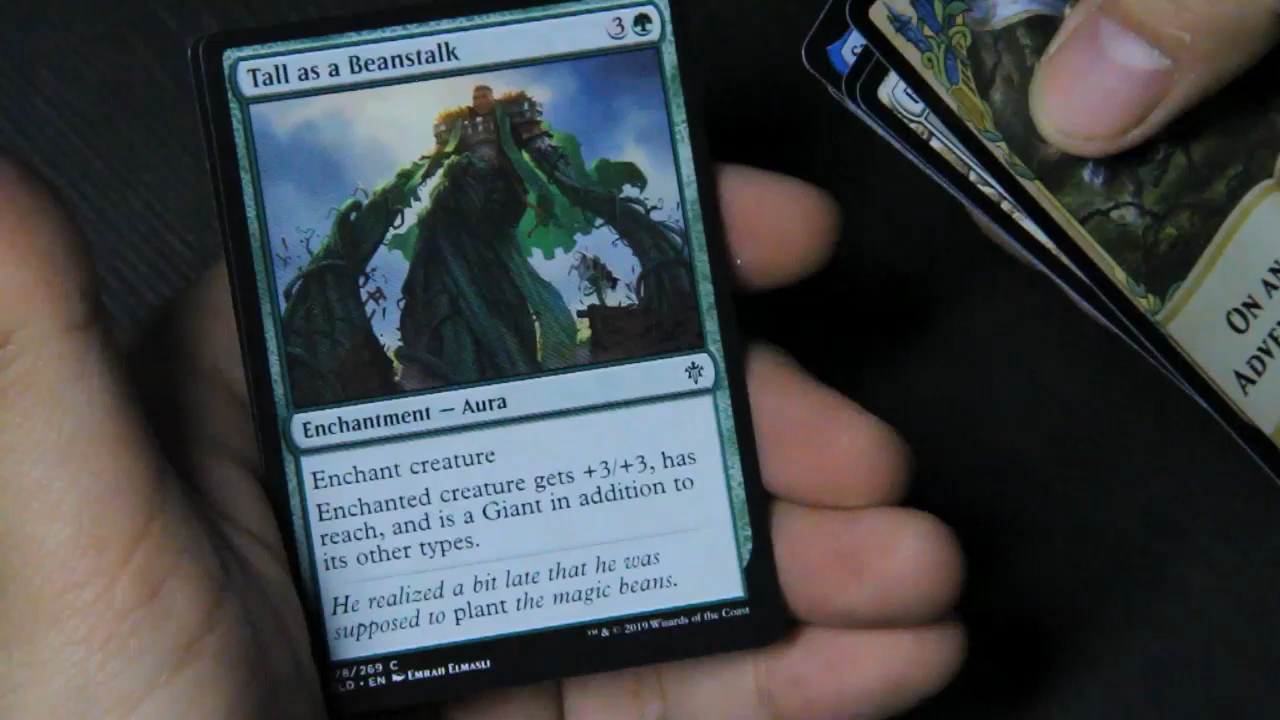 Tall as a Beanstalk 3
Enchantment — Aura
Enchant creature
Enchanted creature gets +3/+3, has
reach, and is a Giant in addition to
its other types.
He realized a bit late that he was
supposed to plant the magic beans.
™ & © 2019 Wizards of the Coast
78/269 C
LD • EN Emrah Elmasli
On an
Adve